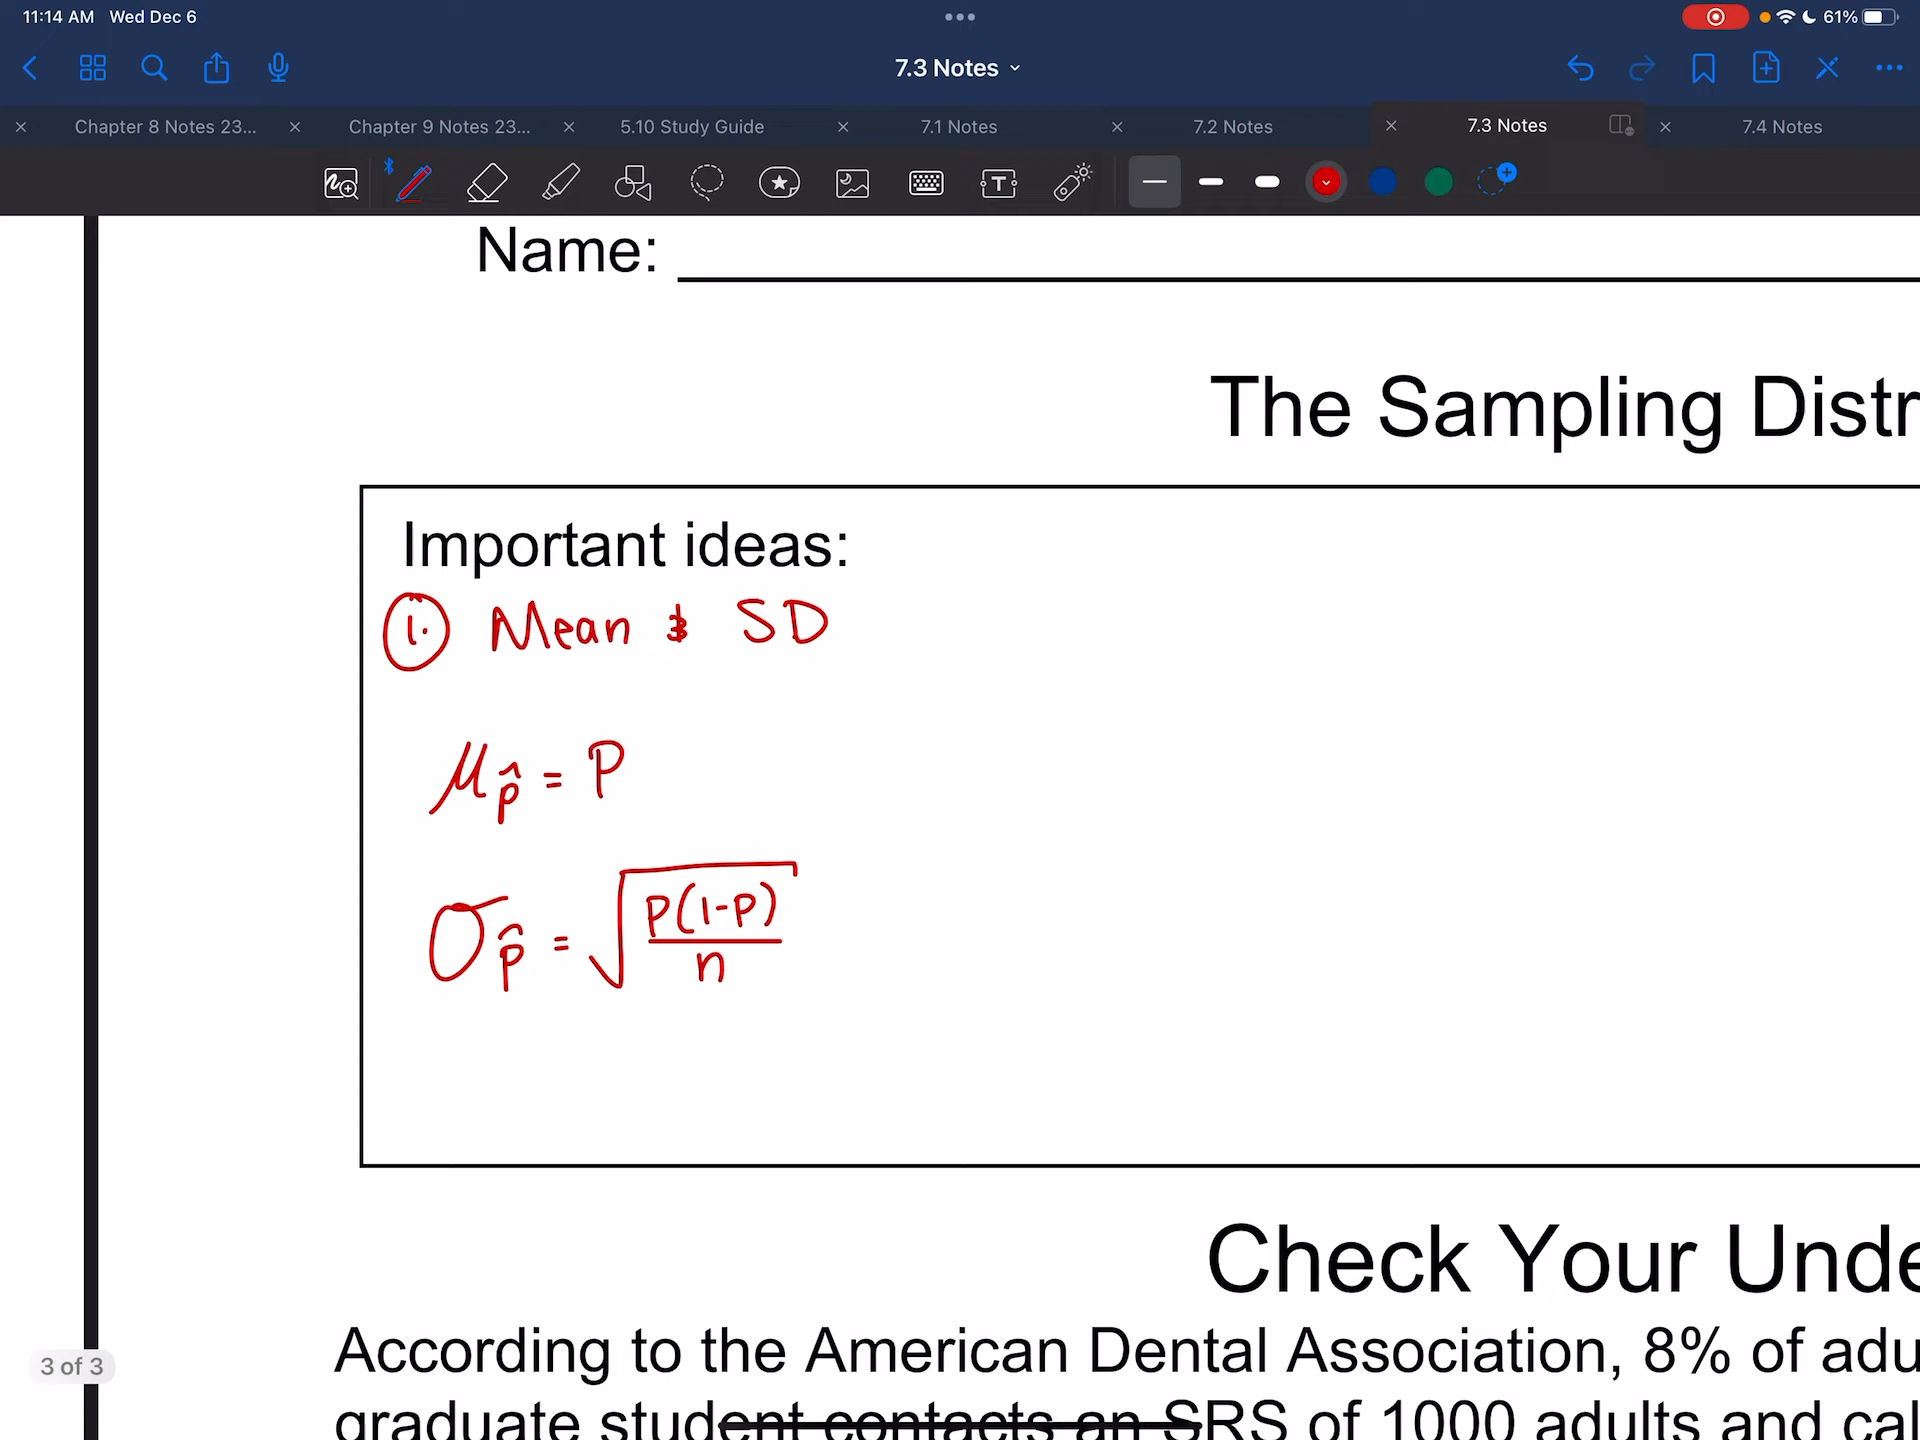 11:14 AM Wed Dec 6
61%
7.3 Notes
Chapter 8 Notes 23...
Chapter 9 Notes 23...
5.10 Study Guide
7.1 Notes
7.2 Notes
7.3 Notes
7.4 Notes
Name:
The Sampling Distr
Important ideas:
1. Mean & SD
μp̂ = P
σp̂ = √(p(1-p)/n)
Check Your Unde
According to the American Dental Association, 8% of adu
graduate student contacts an SRS of 1000 adults and cal
3 of 3